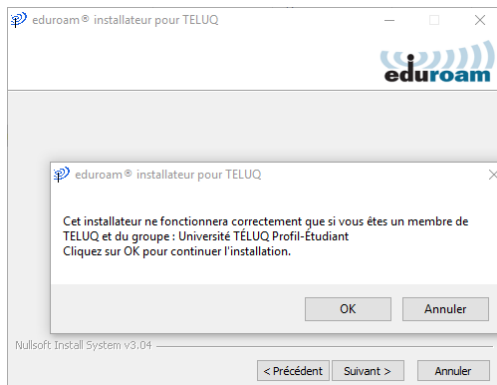 eduroam® installateur pour TELUQ
eduroam
eduroam® installateur pour TELUQ
Cet installateur ne fonctionnera correctement que si vous êtes un membre de
TELUQ et du groupe : Université TÉLUQ Profil-Étudiant
Cliquez sur OK pour continuer l'installation.
OK Annuler
Nullsoft Install System v3.04
< Précédent Suivant > Annuler